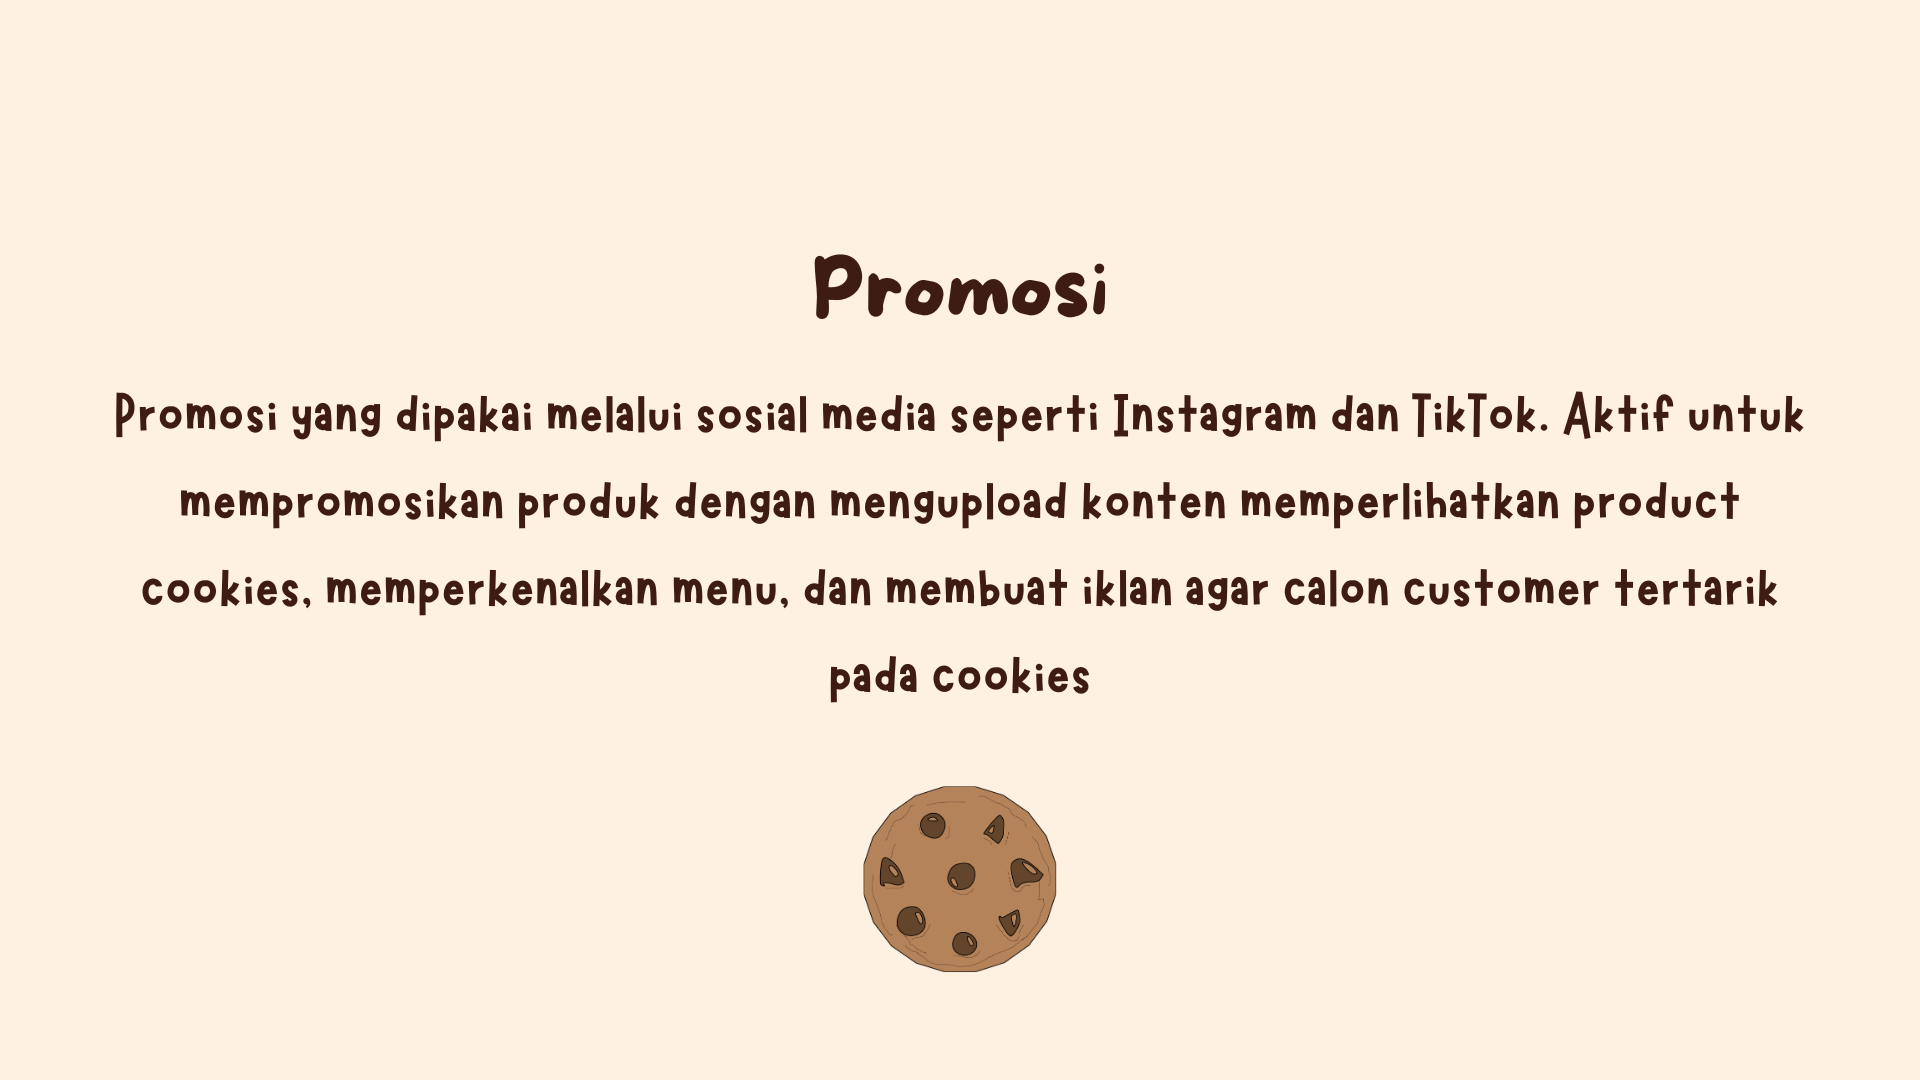 Promosi
Promosi yang dipakai melalui sosial media seperti Instagram dan TikTok. Aktif untuk
mempromosikan produk dengan mengupload konten memperlihatkan product
cookies, memperkenalkan menu, dan membuat iklan agar calon customer tertarik
pada cookies